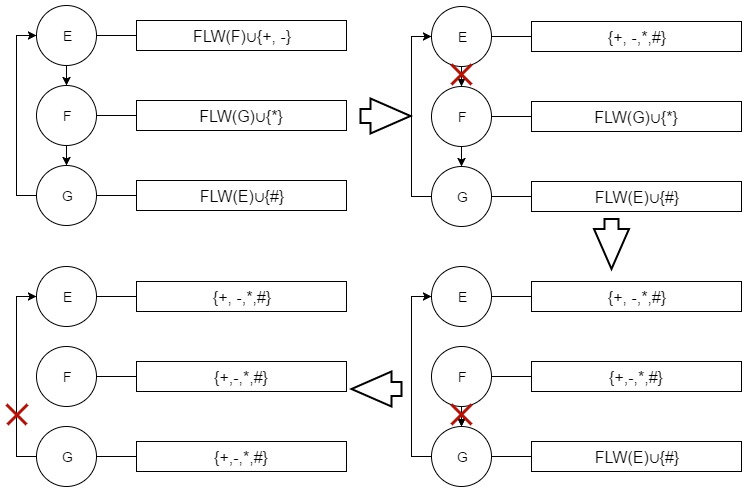 E
FLW(F)∪{+, -}
F
FLW(G)∪{*}
G
FLW(E)∪{#}
E
{+, -,*,#}
F
FLW(G)∪{*}
G
FLW(E)∪{#}
E
{+, -,*,#}
F
{+,-,*,#}
G
FLW(E)∪{#}
E
{+, -,*,#}
F
{+,-,*,#}
G
{+,-,*,#}